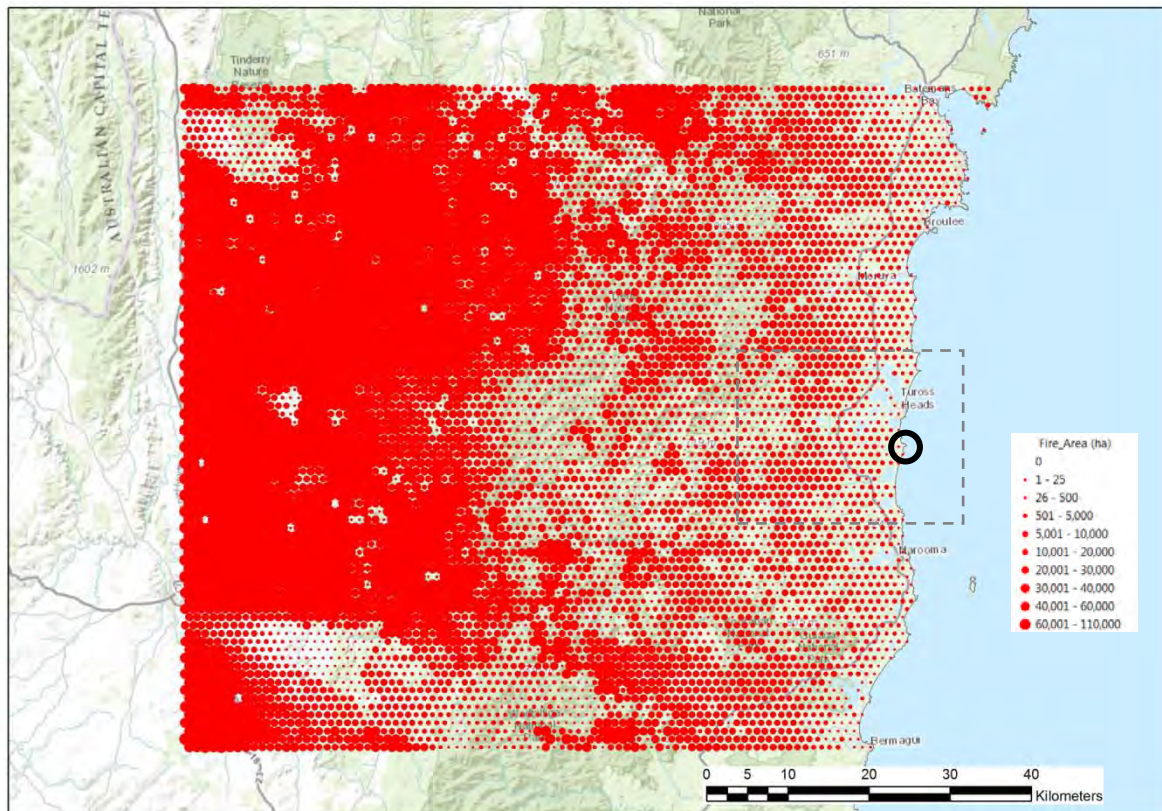 National
Park
Tinderry
Nature
Reserve
651 m
AUSTRALIAN CAPITAL TE
Batemans
Bay
Broulee
1602 m
Moruya
Tuross
Heads
Narooma
Bermagui
Fire_Area (ha)
0
1 - 25
26 - 500
501 - 5,000
5,001 - 10,000
10,001 - 20,000
20,001 - 30,000
30,001 - 40,000
40,001 - 60,000
60,001 - 110,000
0 5 10 20 30 40
Kilometers